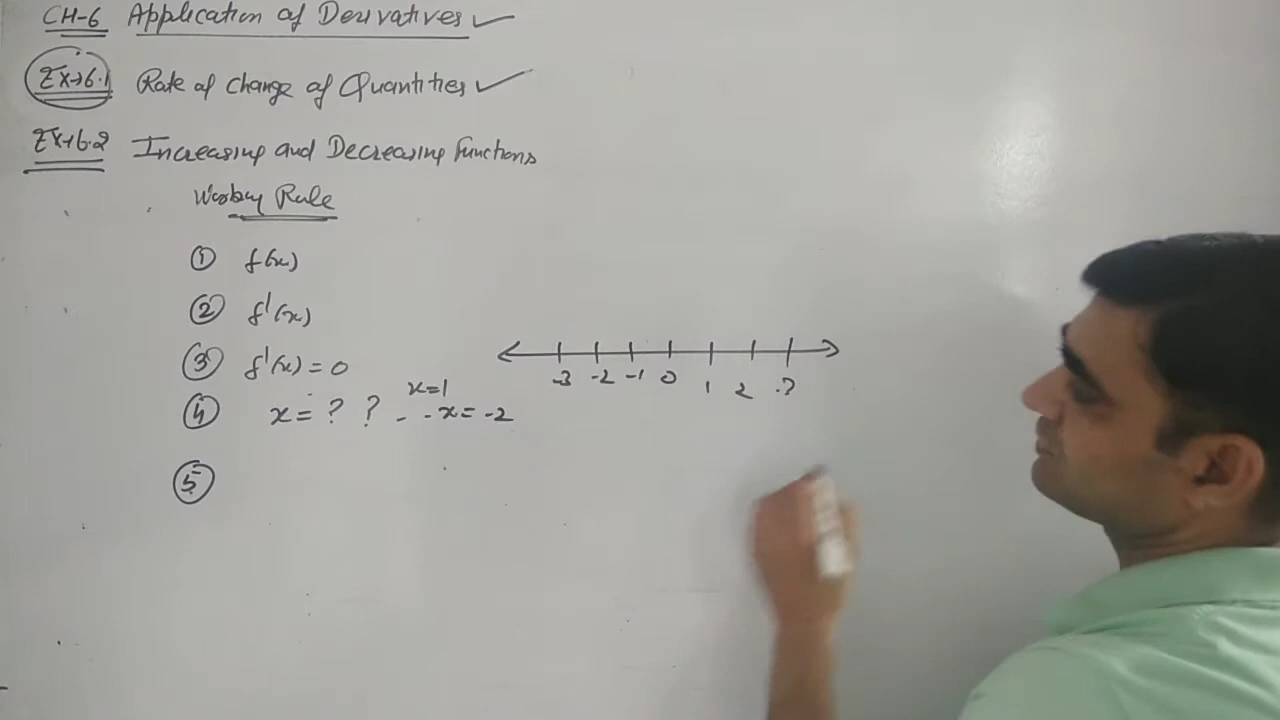 CH-6 Application of Derivatives
Ex→6.1 Rate of change of Quantities
Ex→6.2 Increasing and Decreasing Functions
Rule
① f(x)
② f'(x)
③ f'(x) = 0
-3 -2 -1 0 1 2 3
x=1
④ x = ? ? - - x = -2
⑤